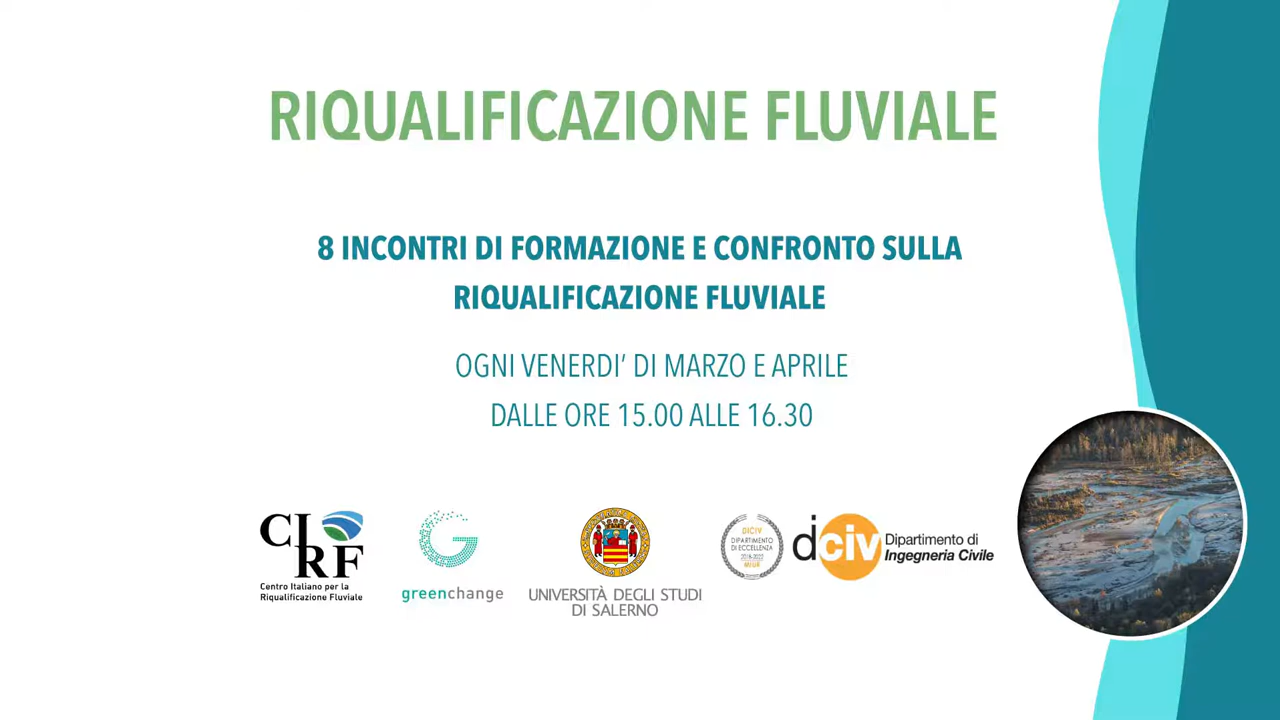 RIQUALIFICAZIONE FLUVIALE
8 INCONTRI DI FORMAZIONE E CONFRONTO SULLA
RIQUALIFICAZIONE FLUVIALE
OGNI VENERDI’ DI MARZO E APRILE
DALLE ORE 15.00 ALLE 16.30
CIRF
Centro Italiano per la
Riqualificazione Fluviale
greenchange
UNIVERSITÀ DEGLI STUDI
DI SALERNO
DICIV
DIPARTIMENTO
DI ECCELLENZA
2018-2022
MIUR
diciv
Dipartimento di
Ingegneria Civile